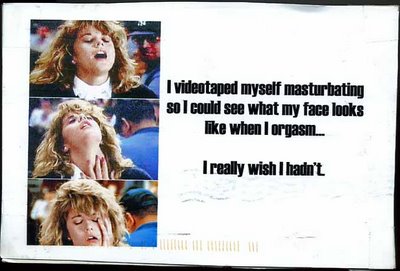 I videotaped myself masturbating
so I could see what my face looks
like when I orgasm...
I really wish I hadn't.